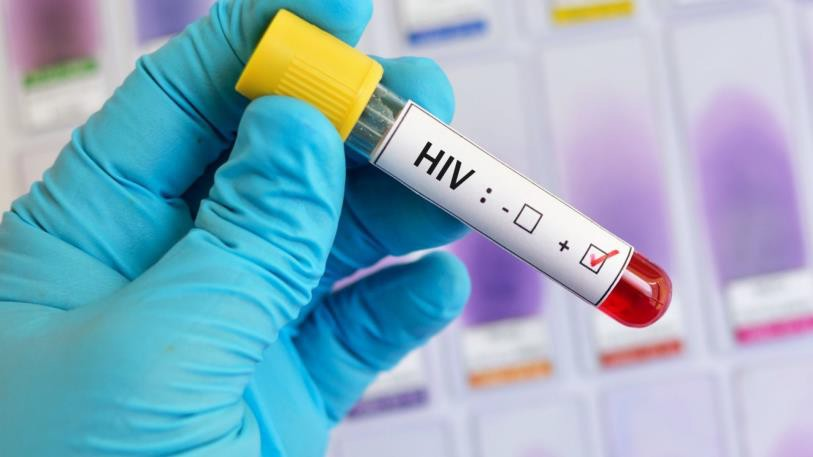 HIV : - ☐ + ☑